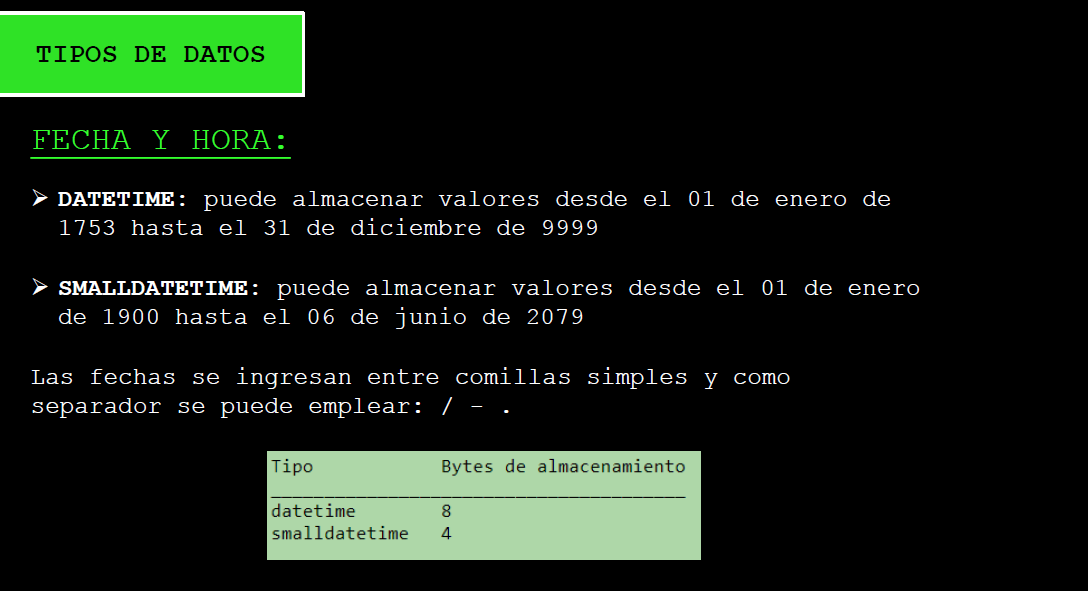 TIPOS DE DATOS
FECHA Y HORA:
➢ DATETIME: puede almacenar valores desde el 01 de enero de
1753 hasta el 31 de diciembre de 9999
➢ SMALLDATETIME: puede almacenar valores desde el 01 de enero
de 1900 hasta el 06 de junio de 2079
Las fechas se ingresan entre comillas simples y como
separador se puede emplear: / – .
Tipo Bytes de almacenamiento
datetime 8
smalldatetime 4